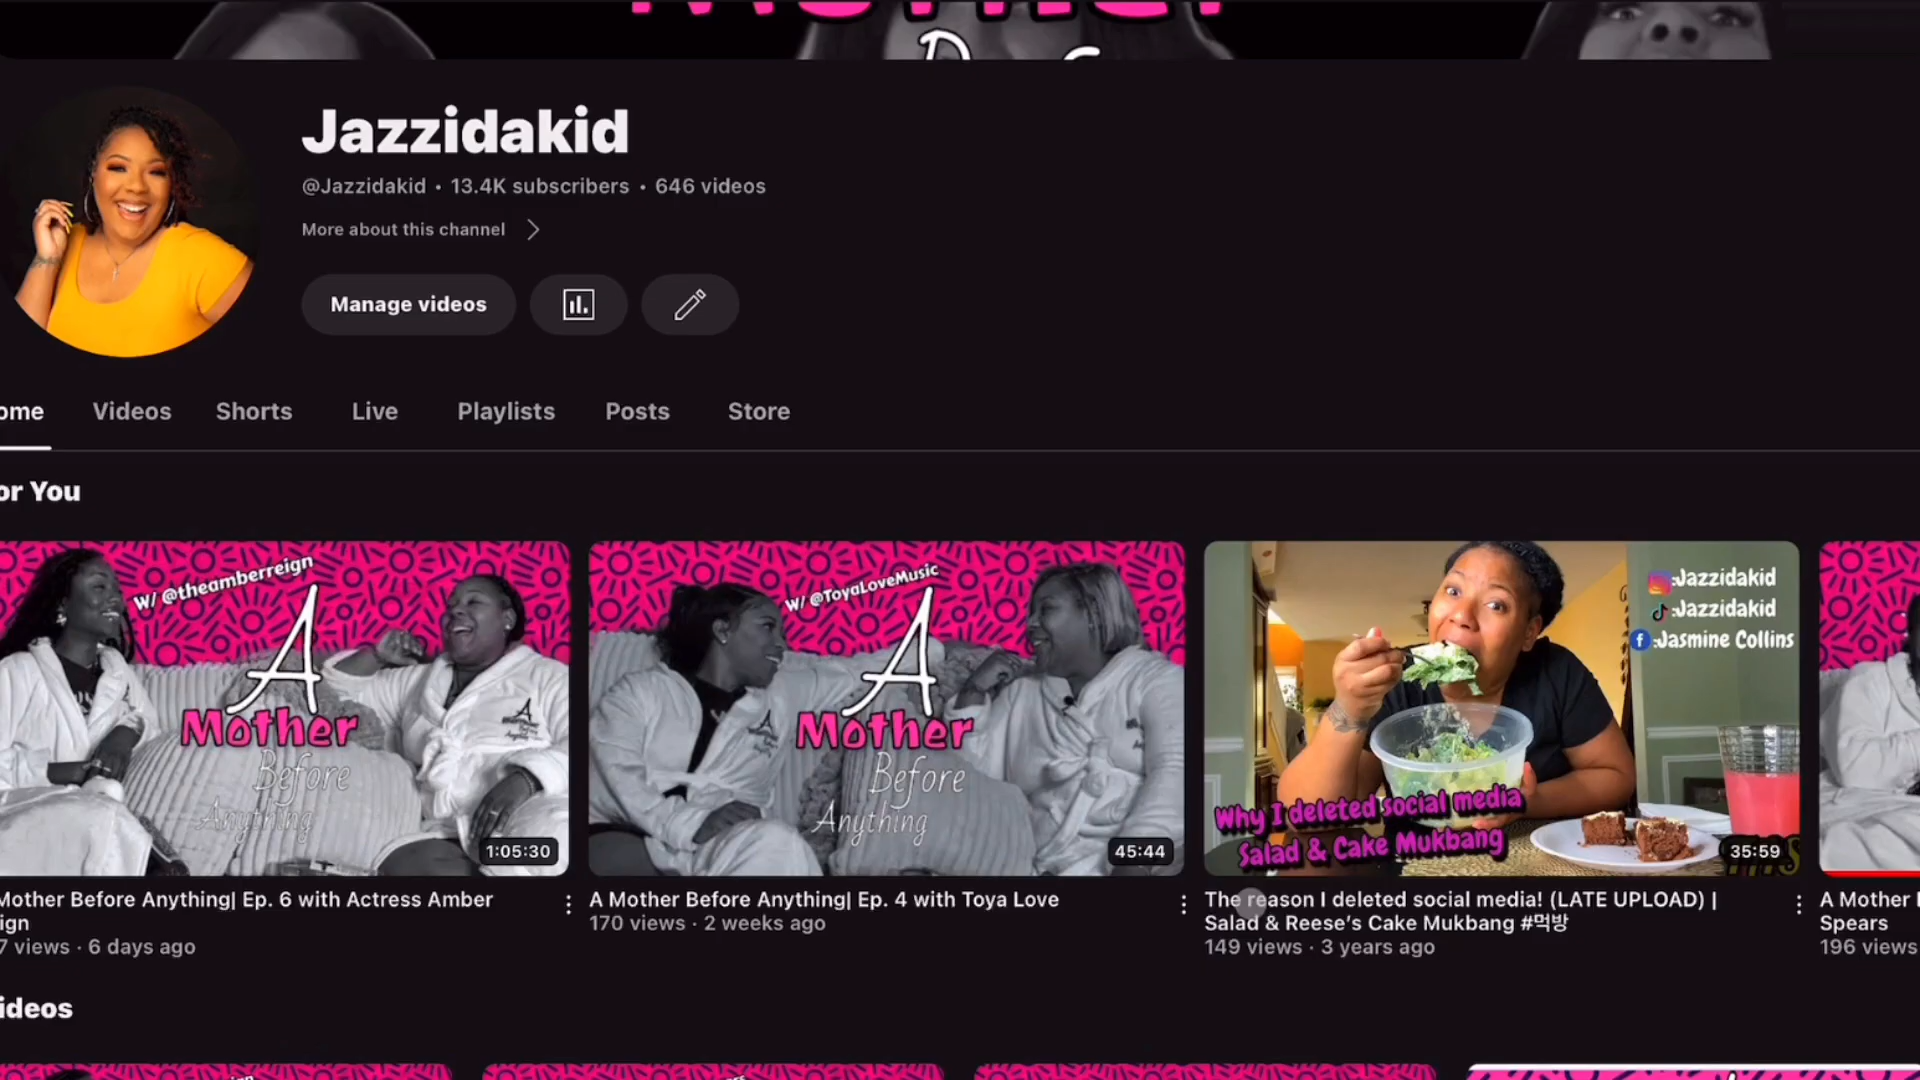 Mother
Jazzidakid
@Jazzidakid • 13.4K subscribers • 646 videos
More about this channel
Manage videos
ome
Videos
Shorts
Live
Playlists
Posts
Store
or You
W/ @theamberreign
A
Mother
Before
Anything
1:05:30
W/ @ToyaLoveMusic
A
Mother
Before
Anything
45:44
:Jazzidakid
:Jazzidakid
:Jasmine Collins
Why I deleted social media
Salad & Cake Mukbang
35:59
Mother Before Anything| Ep. 6 with Actress Amber
ign
7 views · 6 days ago
A Mother Before Anything| Ep. 4 with Toya Love
170 views · 2 weeks ago
The reason I deleted social media! (LATE UPLOAD) |
Salad & Reese's Cake Mukbang #먹방
149 views · 3 years ago
A Mother
Spears
196 views
ideos